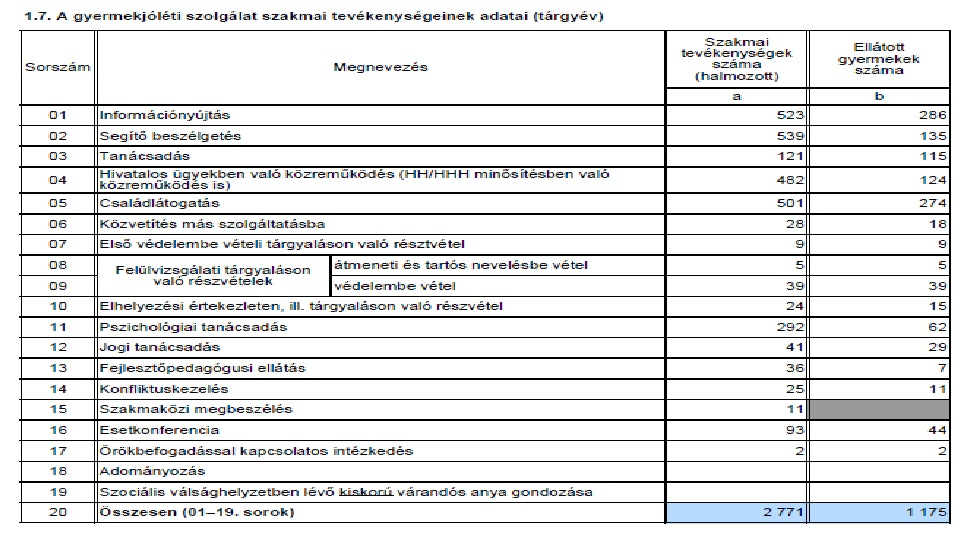 1.7. A gyermekjóléti szolgálat szakmai tevékenységeinek adatai (tárgyév)
Sorszám Megnevezés Szakmai tevékenységek száma (halmozott) Ellátott gyermekek száma
a b
01 Információnyújtás 523 286
02 Segítő beszélgetés 539 135
03 Tanácsadás 121 115
04 Hivatalos ügyekben való közreműködés (HH/HHH minősítésben való közreműködés is) 482 124
05 Családlátogatás 501 274
06 Közvetítés más szolgáltatásba 28 18
07 Első védelembe vételi tárgyaláson való résztvétel 9 9
08 Felülvizsgálati tárgyaláson való részvételek átmeneti és tartós nevelésbe vétel 5 5
09 védelembe vétel 39 39
10 Elhelyezési értekezleten, ill. tárgyaláson való részvétel 24 15
11 Pszichológiai tanácsadás 292 62
12 Jogi tanácsadás 41 29
13 Fejlesztőpedagógusi ellátás 36 7
14 Konfliktuskezelés 25 11
15 Szakmaközi megbeszélés 11
16 Esetkonferencia 93 44
17 Örökbefogadással kapcsolatos intézkedés 2 2
18 Adományozás
19 Szociális válsághelyzetben lévő kiskorú várandós anya gondozása
20 Összesen (01–19. sorok) 2 771 1 175